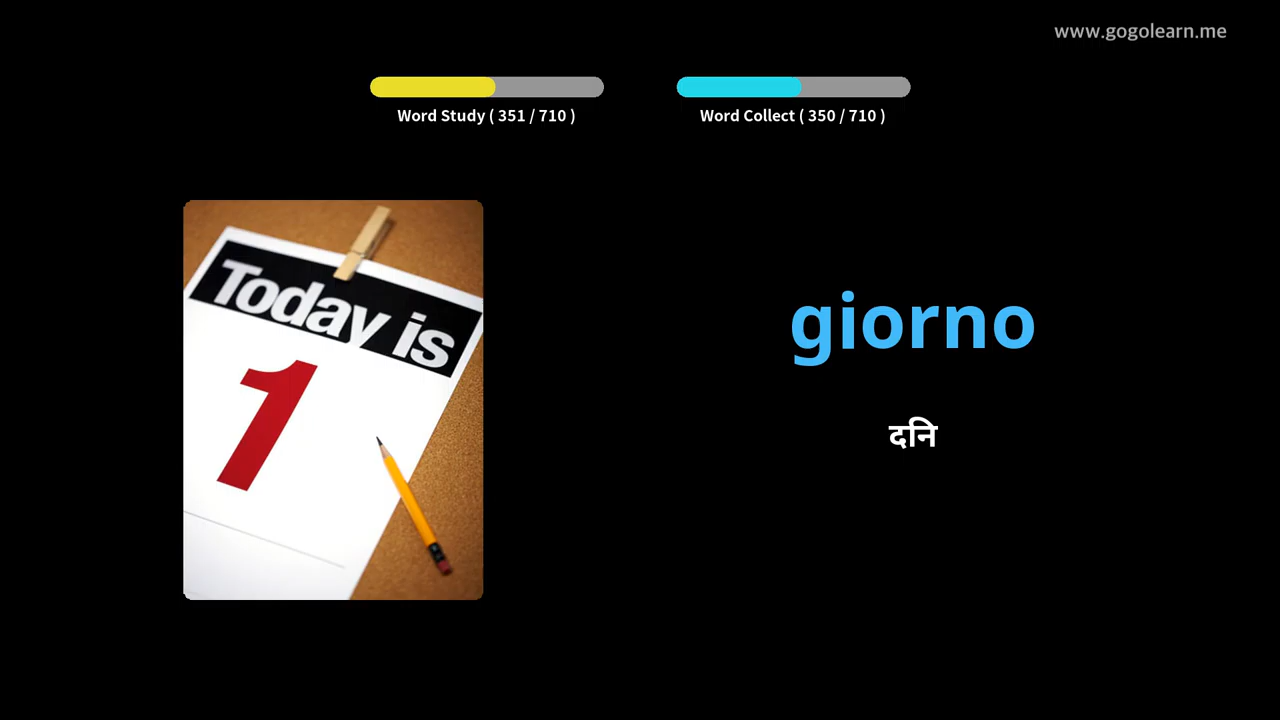 www.gogolearn.me
Word Study ( 351 / 710 )
Word Collect ( 350 / 710 )
Today is
1
giorno
दनि